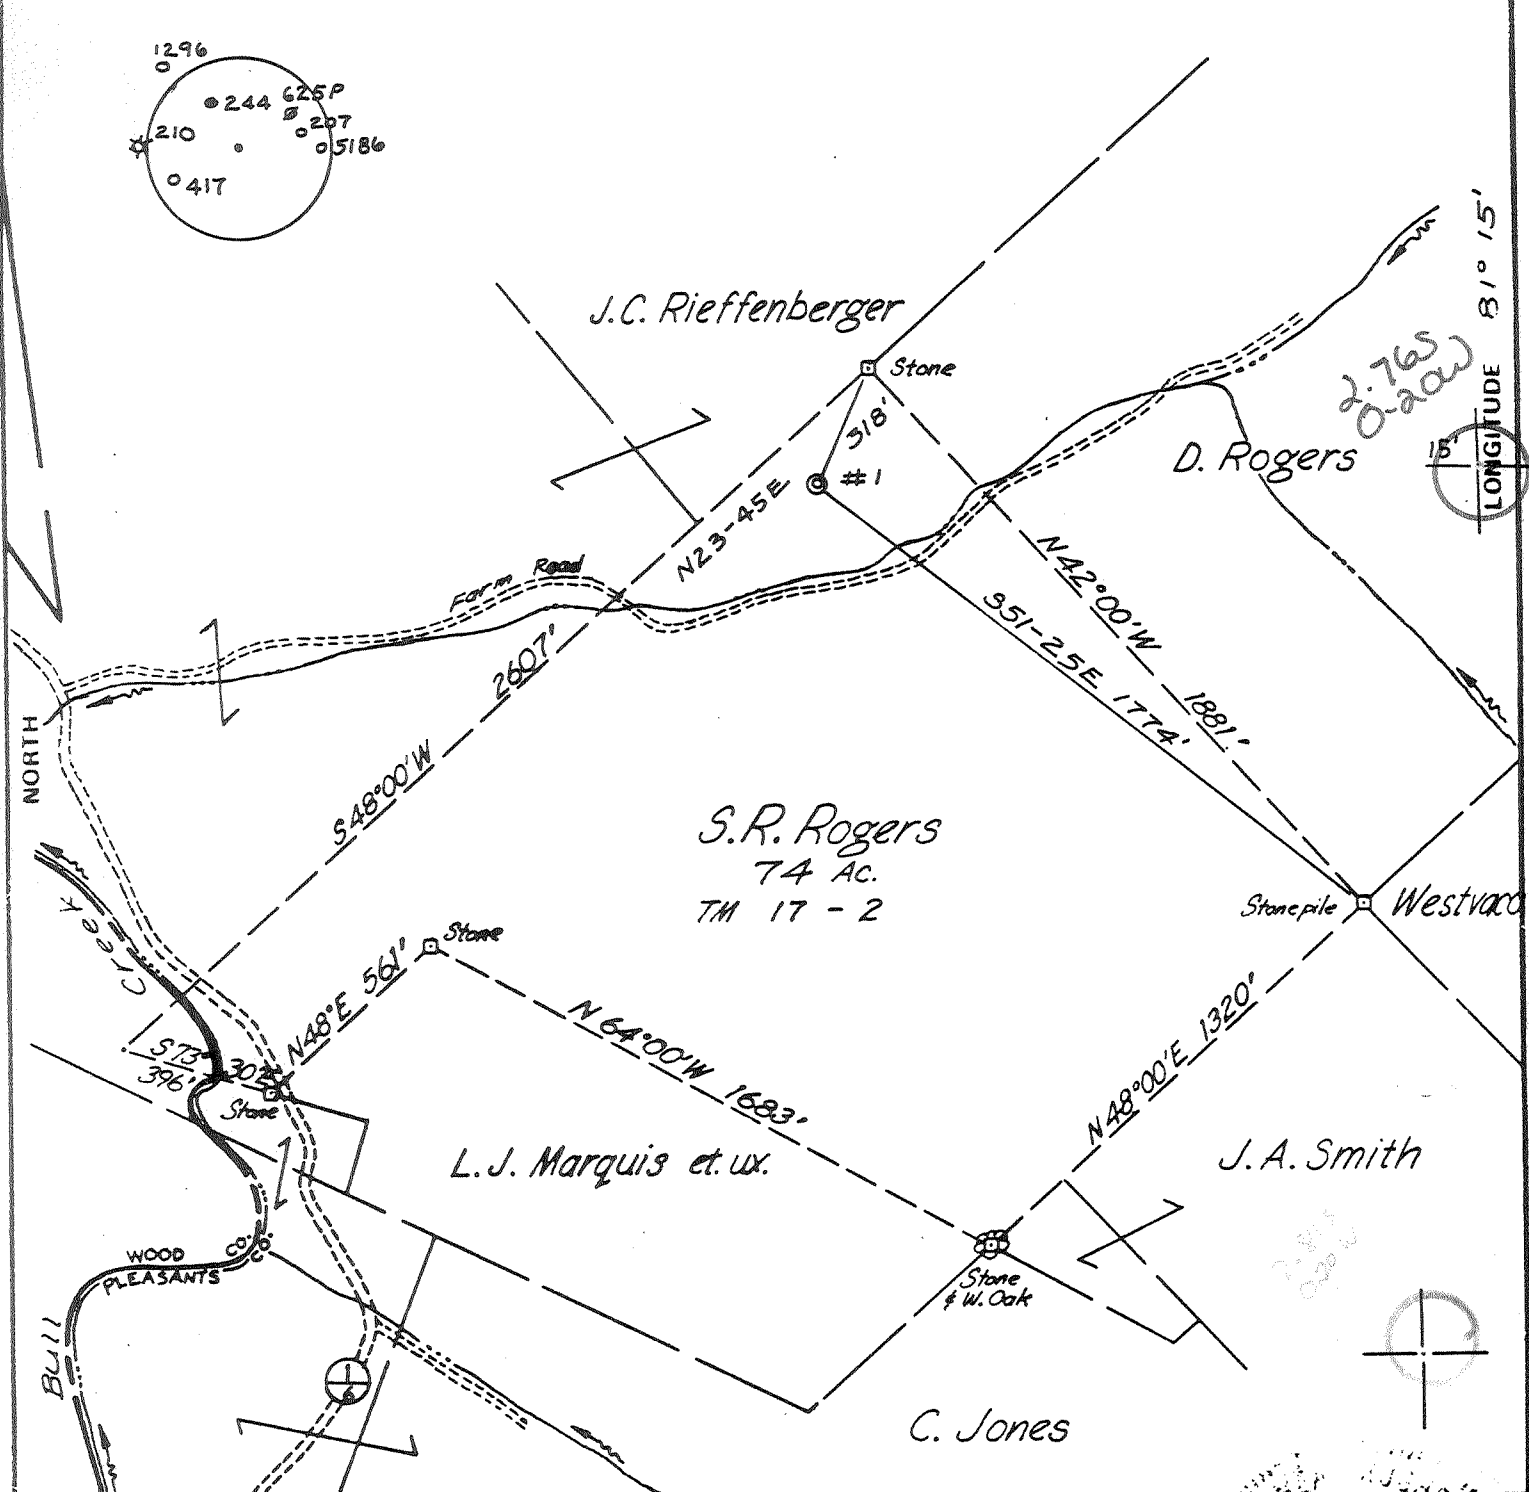 1296
244
625P
210
207
5186
417
LONGITUDE 81° 15'
2.76S
0.20W
15'
J.C. Rieffenberger
Stone
318'
#1
D. Rogers
N23-45E
Farm Road
N42°00'W 1881'
S51-25E 1774'
S48°00'W 2607'
NORTH
S.R. Rogers
74 Ac.
TM 17 - 2
Stonepile
Westvaco
Stone
N48°E 561'
N64°00'W 1683'
N48°00'E 1320'
Bull Creek
S73° 30'
396'
Stone
L.J. Marquis et.ux.
J.A. Smith
WOOD CO.
PLEASANTS CO.
Stone
& W. Oak
C. Jones